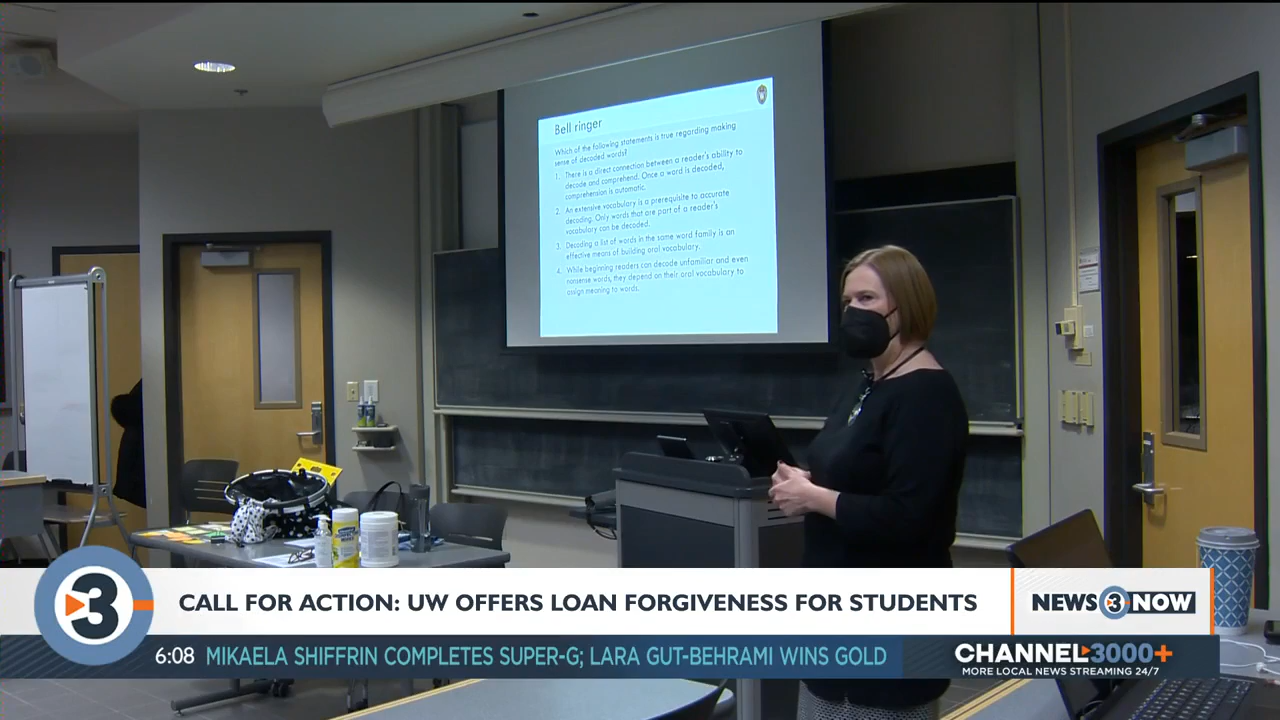 Bell ringer
Which of the following statements is true regarding making
sense of decoded words?
1. There is a direct connection between a reader's ability to
decode and comprehend. Once a word is decoded,
comprehension is automatic.
2. An extensive vocabulary is a prerequisite to accurate
decoding. Only words that are part of a reader's
vocabulary can be decoded.
3. Decoding a list of words in the same word family is an
effective means of building oral vocabulary.
4. While beginning readers can decode unfamiliar and even
nonsense words, they depend on their oral vocabulary to
assign meaning to words.
3
CALL FOR ACTION: UW OFFERS LOAN FORGIVENESS FOR STUDENTS
NEWS 3 NOW
6:08 MIKAELA SHIFFRIN COMPLETES SUPER-G; LARA GUT-BEHRAMI WINS GOLD
CHANNEL3000+
MORE LOCAL NEWS STREAMING 24/7